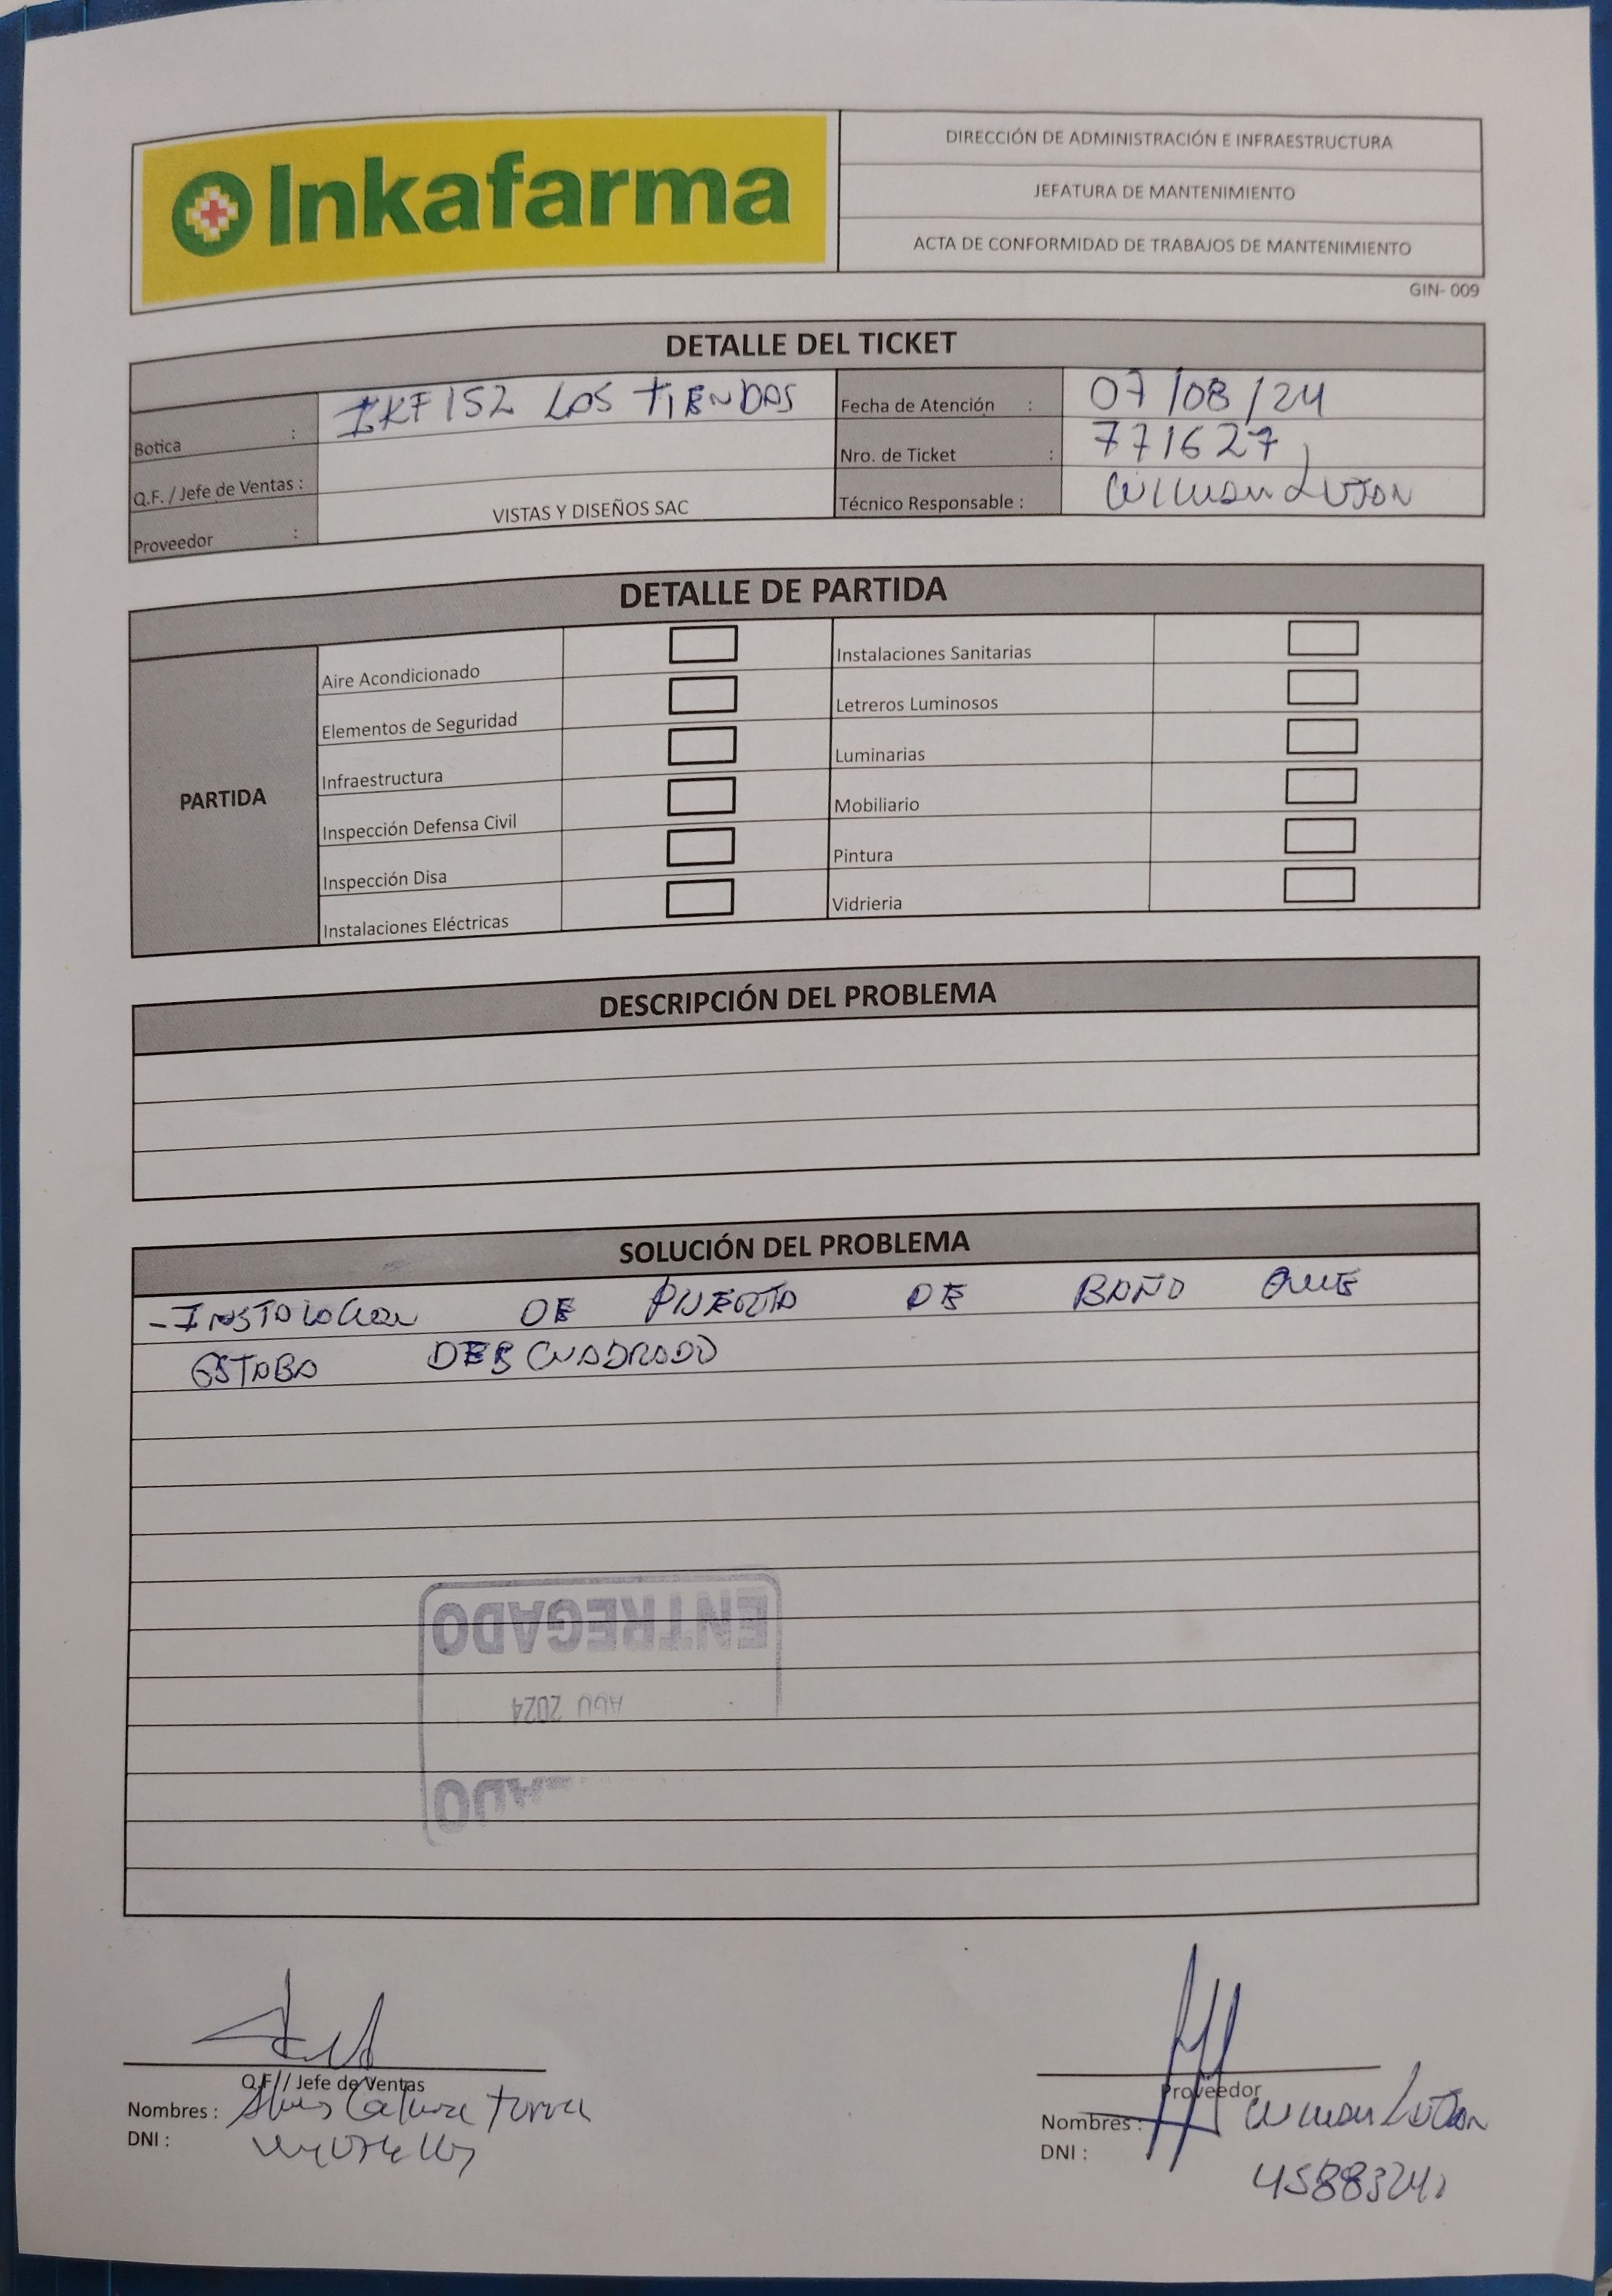 Inkafarma
DIRECCIÓN DE ADMINISTRACIÓN E INFRAESTRUCTURA
JEFATURA DE MANTENIMIENTO
ACTA DE CONFORMIDAD DE TRABAJOS DE MANTENIMIENTO
GIN- 009
DETALLE DEL TICKET
Botica : IKF 152 LAS TIENDAS
Fecha de Atención : 07/08/24
Q.F. / Jefe de Ventas :
Nro. de Ticket : 771627
Proveedor : VISTAS Y DISEÑOS SAC
Técnico Responsable : LUJAN
DETALLE DE PARTIDA
PARTIDA
Aire Acondicionado
Instalaciones Sanitarias
Elementos de Seguridad
Letreros Luminosos
Infraestructura
Luminarias
Inspección Defensa Civil
Mobiliario
Inspección Disa
Pintura
Instalaciones Eléctricas
Vidrieria
DESCRIPCIÓN DEL PROBLEMA
SOLUCIÓN DEL PROBLEMA
- INSTALACION DE PUERTA DE BAÑO QUE
ESTABA DESCUADRADO
ENTREGADO
2024
Q.F. / Jefe de Ventas
Nombres :
DNI :
Proveedor
Nombres : LUJAN
DNI :